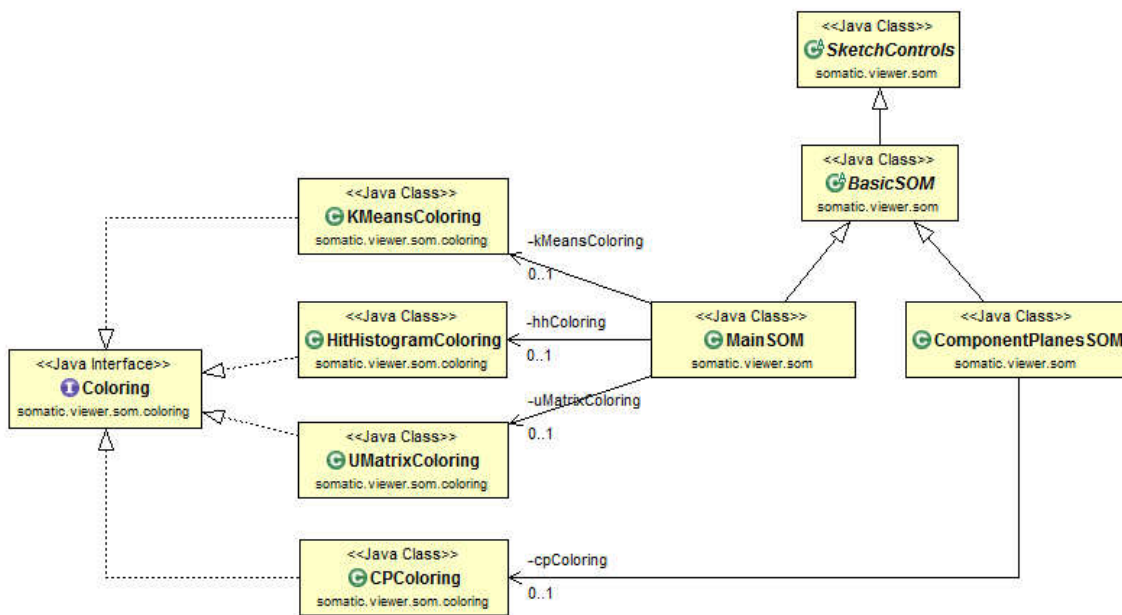 <<Java Class>>
SketchControls
somatic.viewer.som
<<Java Class>>
BasicSOM
somatic.viewer.som
<<Java Class>>
KMeansColoring
somatic.viewer.som.coloring
-kMeansColoring
0..1
<<Java Class>>
HitHistogramColoring
somatic.viewer.som.coloring
-hhColoring
0..1
<<Java Class>>
MainSOM
somatic.viewer.som
<<Java Class>>
ComponentPlanesSOM
somatic.viewer.som
<<Java Interface>>
Coloring
somatic.viewer.som.coloring
-uMatrixColoring
0..1
<<Java Class>>
UMatrixColoring
somatic.viewer.som.coloring
<<Java Class>>
CPColoring
somatic.viewer.som.coloring
-cpColoring
0..1